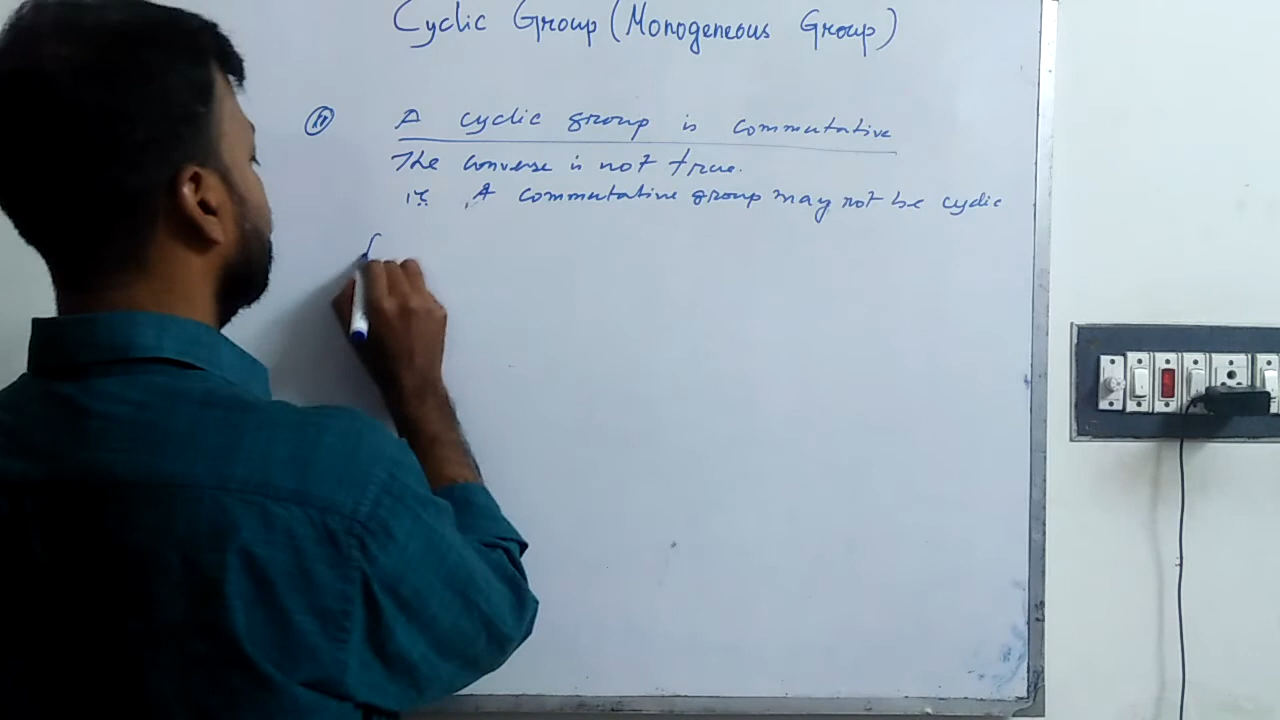 Cyclic Group (Monogeneous Group)
A cyclic group is commutative
The converse is not true.
ie. A commutative group may not be cyclic